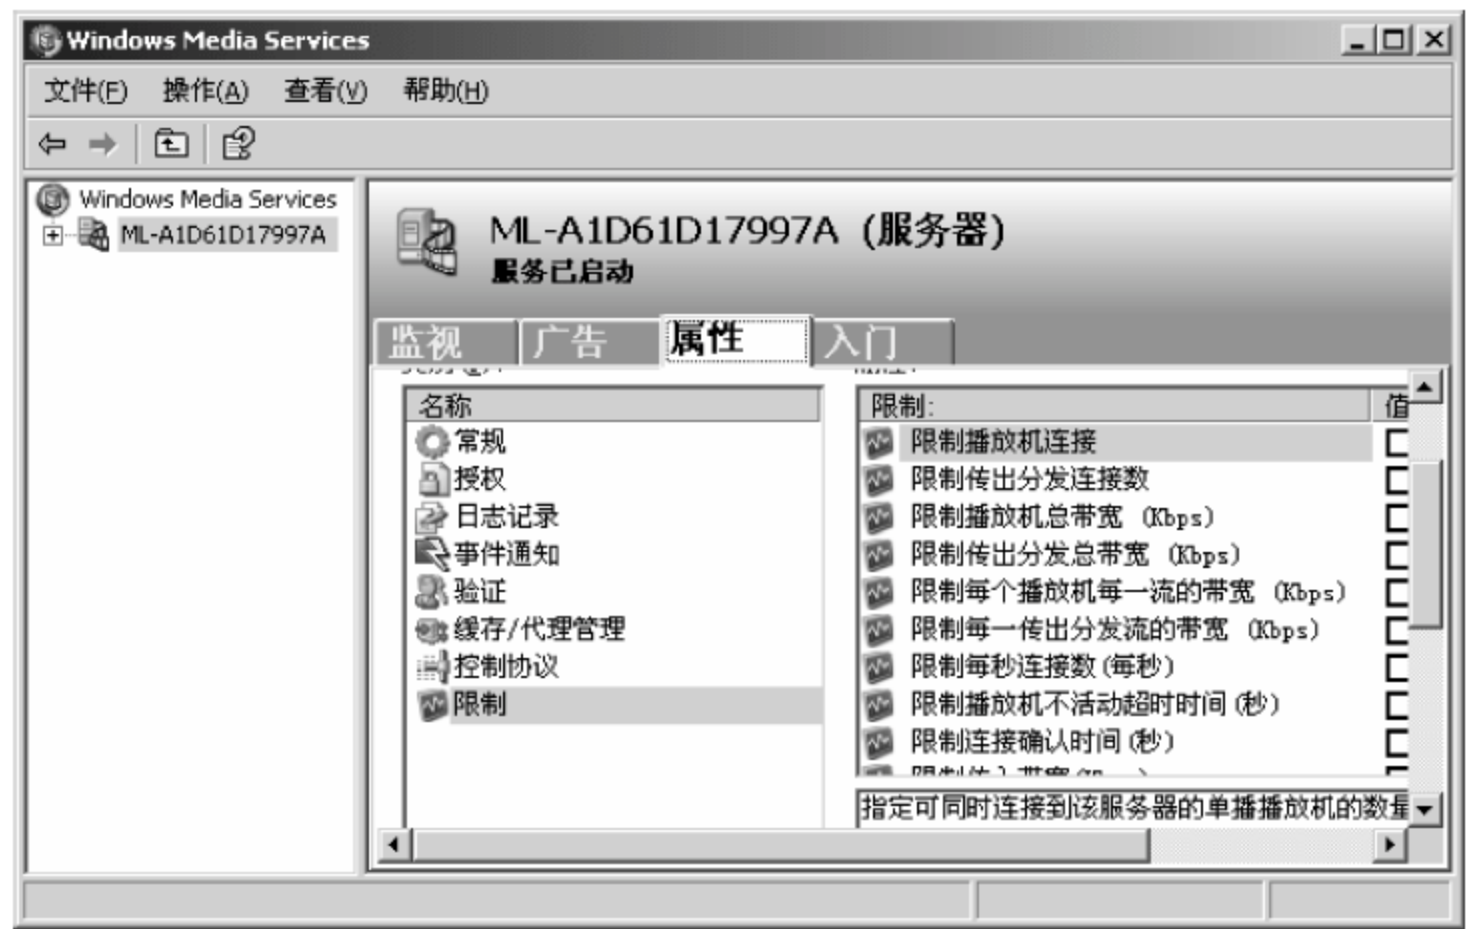 Windows Media Services
文件(F) 操作(A) 查看(V) 帮助(H)
Windows Media Services
ML-A1D61D17997A
ML-A1D61D17997A (服务器)
服务已启动
监视 广告 属性 入门
名称
常规
授权
日志记录
事件通知
验证
缓存/代理管理
控制协议
限制
限制: 值
限制播放机连接
限制传出分发连接数
限制播放机总带宽 (Kbps)
限制传出分发总带宽 (Kbps)
限制每个播放机每一流的带宽 (Kbps)
限制每一传出分发流的带宽 (Kbps)
限制每秒连接数(每秒)
限制播放机不活动超时时间(秒)
限制连接确认时间(秒)
指定可同时连接到该服务器的单播播放机的数量